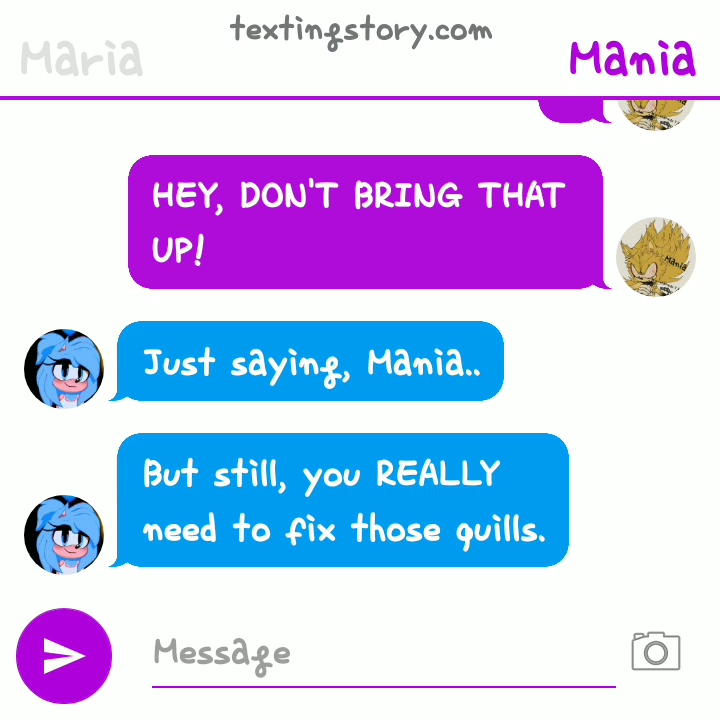 textingstory.com
Maria
Mania
HEY, DON'T BRING THAT
UP!
Mania
Just saying, Mania..
But still, you REALLY
need to fix those quills.
Message